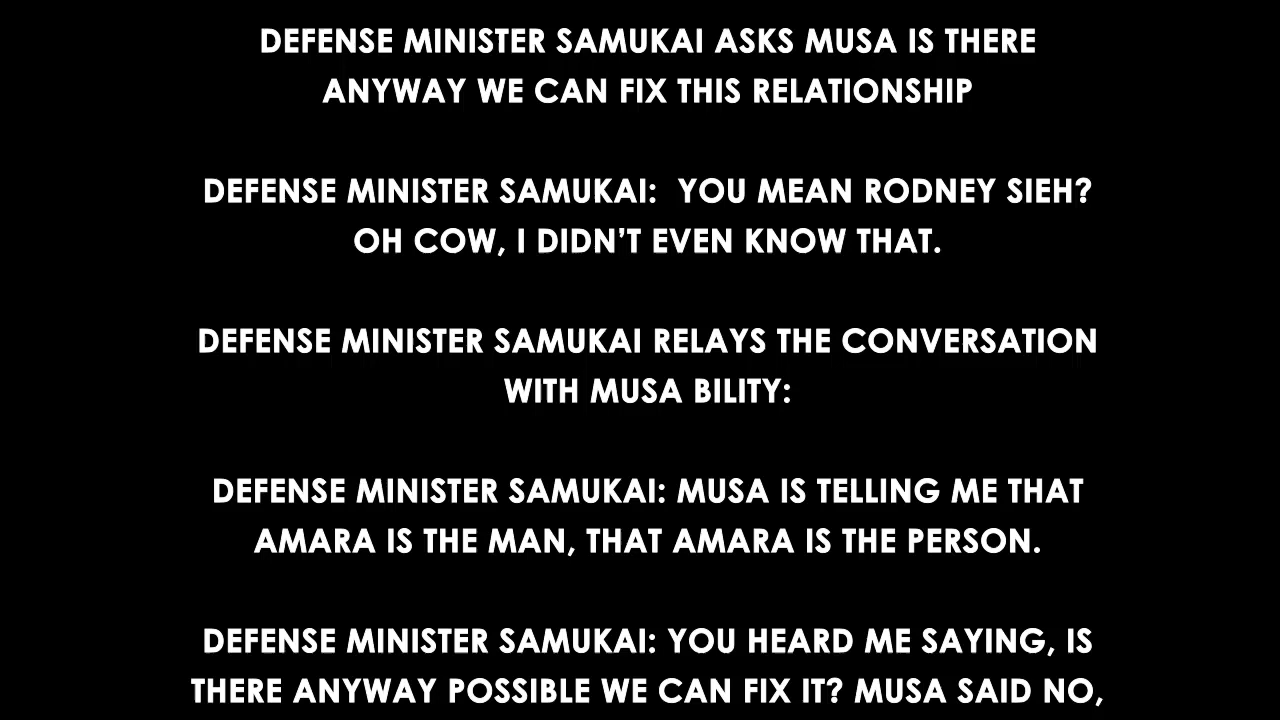 DEFENSE MINISTER SAMUKAI ASKS MUSA IS THERE
ANYWAY WE CAN FIX THIS RELATIONSHIP
DEFENSE MINISTER SAMUKAI:  YOU MEAN RODNEY SIEH?
OH COW, I DIDN’T EVEN KNOW THAT.
DEFENSE MINISTER SAMUKAI RELAYS THE CONVERSATION
WITH MUSA BILITY:
DEFENSE MINISTER SAMUKAI: MUSA IS TELLING ME THAT
AMARA IS THE MAN, THAT AMARA IS THE PERSON.
DEFENSE MINISTER SAMUKAI: YOU HEARD ME SAYING, IS
THERE ANYWAY POSSIBLE WE CAN FIX IT? MUSA SAID NO,